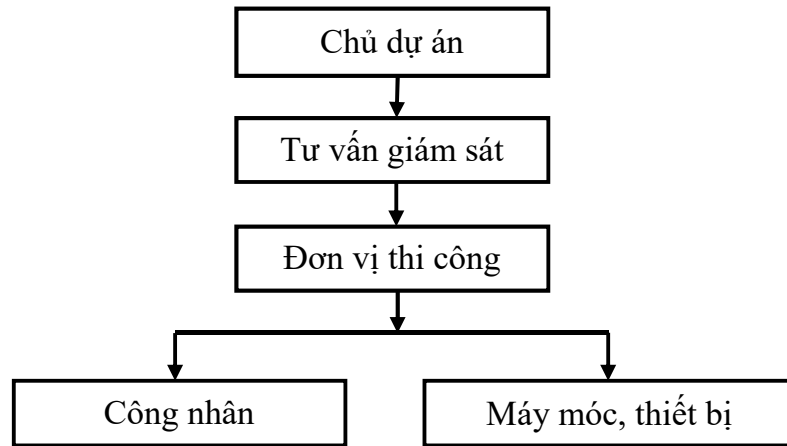 Chủ dự án
Tư vấn giám sát
Đơn vị thi công
Công nhân
Máy móc, thiết bị